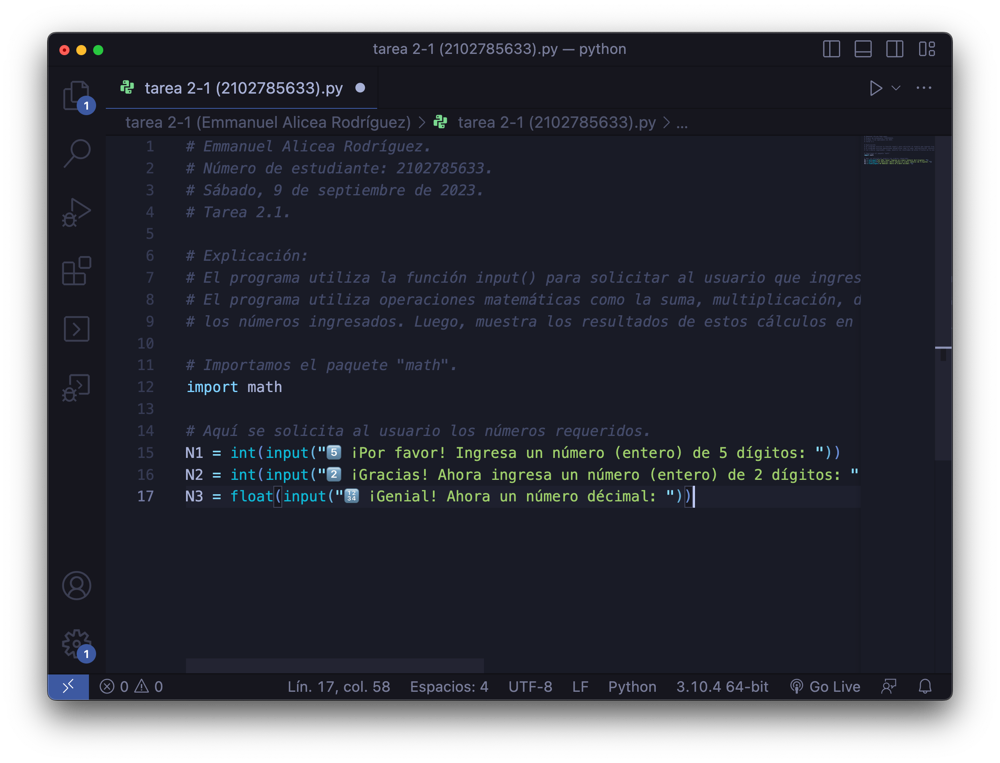 tarea 2-1 (2102785633).py — python
1
tarea 2-1 (2102785633).py
tarea 2-1 (Emmanuel Alicea Rodríguez) > tarea 2-1 (2102785633).py > ...
1 # Emmanuel Alicea Rodríguez.
2 # Número de estudiante: 2102785633.
3 # Sábado, 9 de septiembre de 2023.
4 # Tarea 2.1.
5
6 # Explicación:
7 # El programa utiliza la función input() para solicitar al usuario que ingres
8 # El programa utiliza operaciones matemáticas como la suma, multiplicación, d
9 # los números ingresados. Luego, muestra los resultados de estos cálculos en
10
11 # Importamos el paquete "math".
12 import math
13
14 # Aquí se solicita al usuario los números requeridos.
15 N1 = int(input("5️⃣ ¡Por favor! Ingresa un número (entero) de 5 dígitos: "))
16 N2 = int(input("2️⃣ ¡Gracias! Ahora ingresa un número (entero) de 2 dígitos: "
17 N3 = float(input("🔢 ¡Genial! Ahora un número décimal: "))
1
0 0 Lín. 17, col. 58 Espacios: 4 UTF-8 LF Python 3.10.4 64-bit Go Live